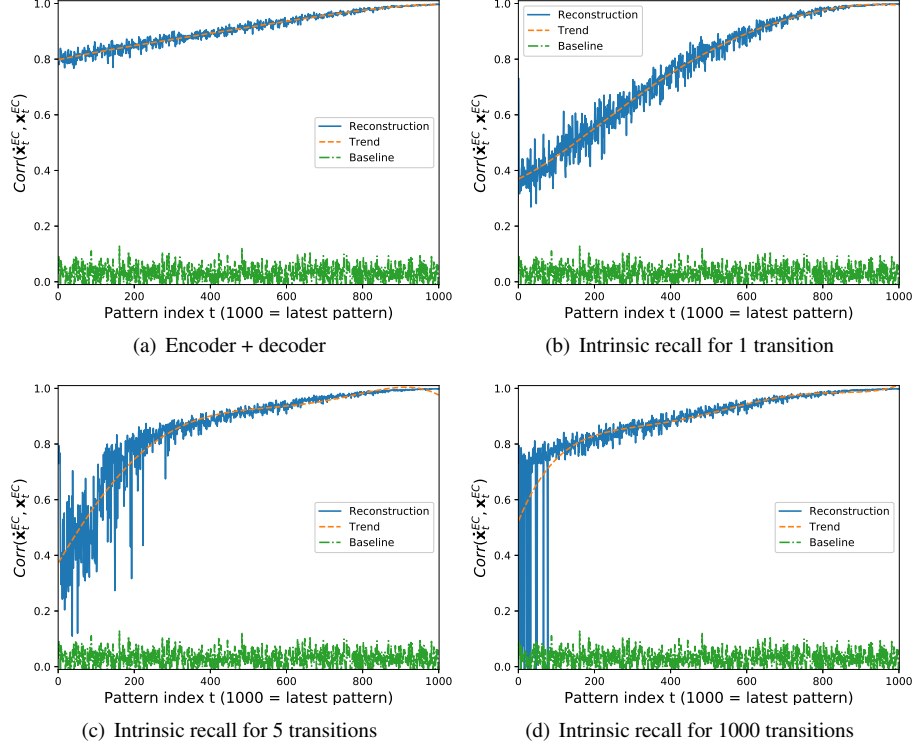 1.0
0.8
0.6
0.4
0.2
0.0
Corr(ẋ_t^EC, x_t^EC)
Reconstruction
Trend
Baseline
0 200 400 600 800 1000
Pattern index t (1000 = latest pattern)
(a) Encoder + decoder
1.0
0.8
0.6
0.4
0.2
0.0
Corr(ẋ_t^EC, x_t^EC)
Reconstruction
Trend
Baseline
0 200 400 600 800 1000
Pattern index t (1000 = latest pattern)
(b) Intrinsic recall for 1 transition
1.0
0.8
0.6
0.4
0.2
0.0
Corr(ẋ_t^EC, x_t^EC)
Reconstruction
Trend
Baseline
0 200 400 600 800 1000
Pattern index t (1000 = latest pattern)
(c) Intrinsic recall for 5 transitions
1.0
0.8
0.6
0.4
0.2
0.0
Corr(ẋ_t^EC, x_t^EC)
Reconstruction
Trend
Baseline
0 200 400 600 800 1000
Pattern index t (1000 = latest pattern)
(d) Intrinsic recall for 1000 transitions